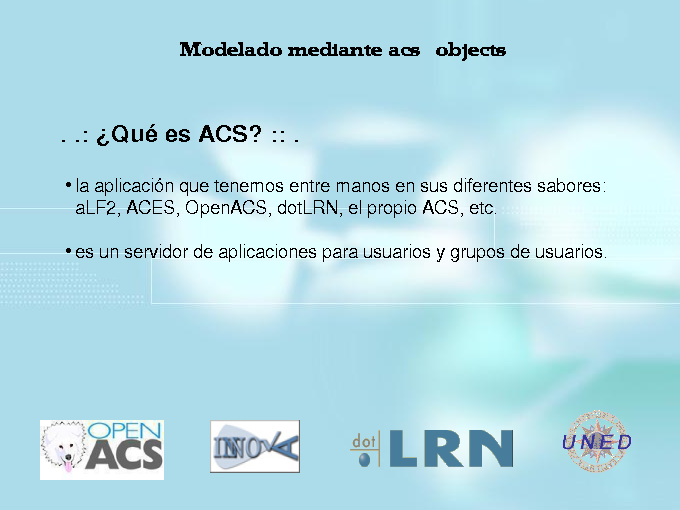 Modelado mediante acs objects
. .: ¿Qué es ACS? :: .
• la aplicación que tenemos entre manos en sus diferentes sabores:
aLF2, ACES, OpenACS, dotLRN, el propio ACS, etc.
• es un servidor de aplicaciones para usuarios y grupos de usuarios.
OPEN
ACS
INNOVA
dot LRN
UNED